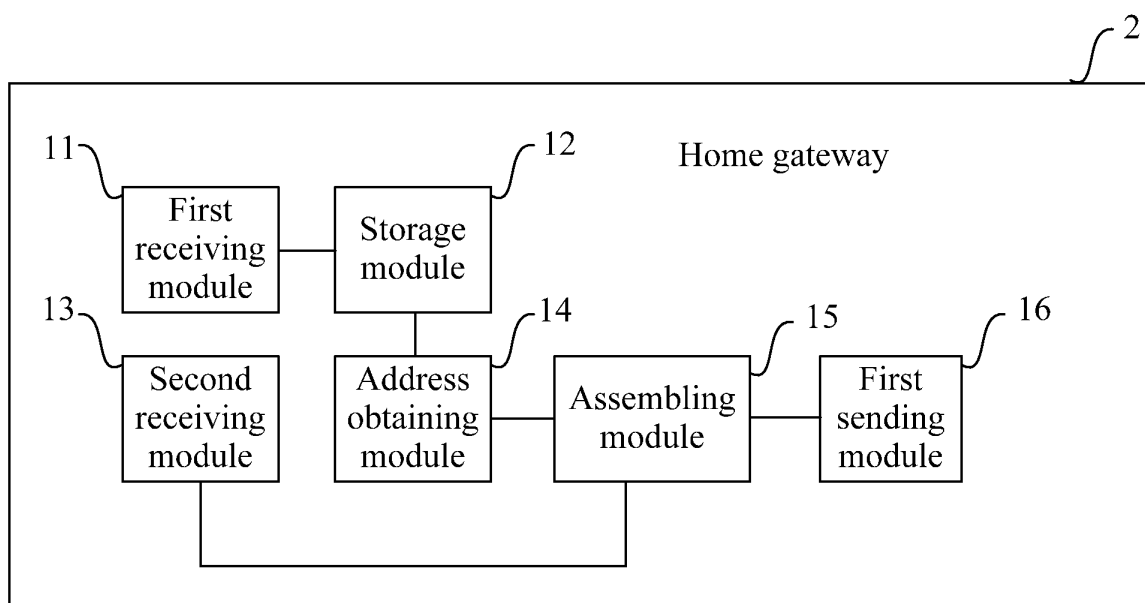 2
Home gateway
11
12
First
receiving
module
Storage
module
13
14
15
16
Second
receiving
module
Address
obtaining
module
Assembling
module
First
sending
module